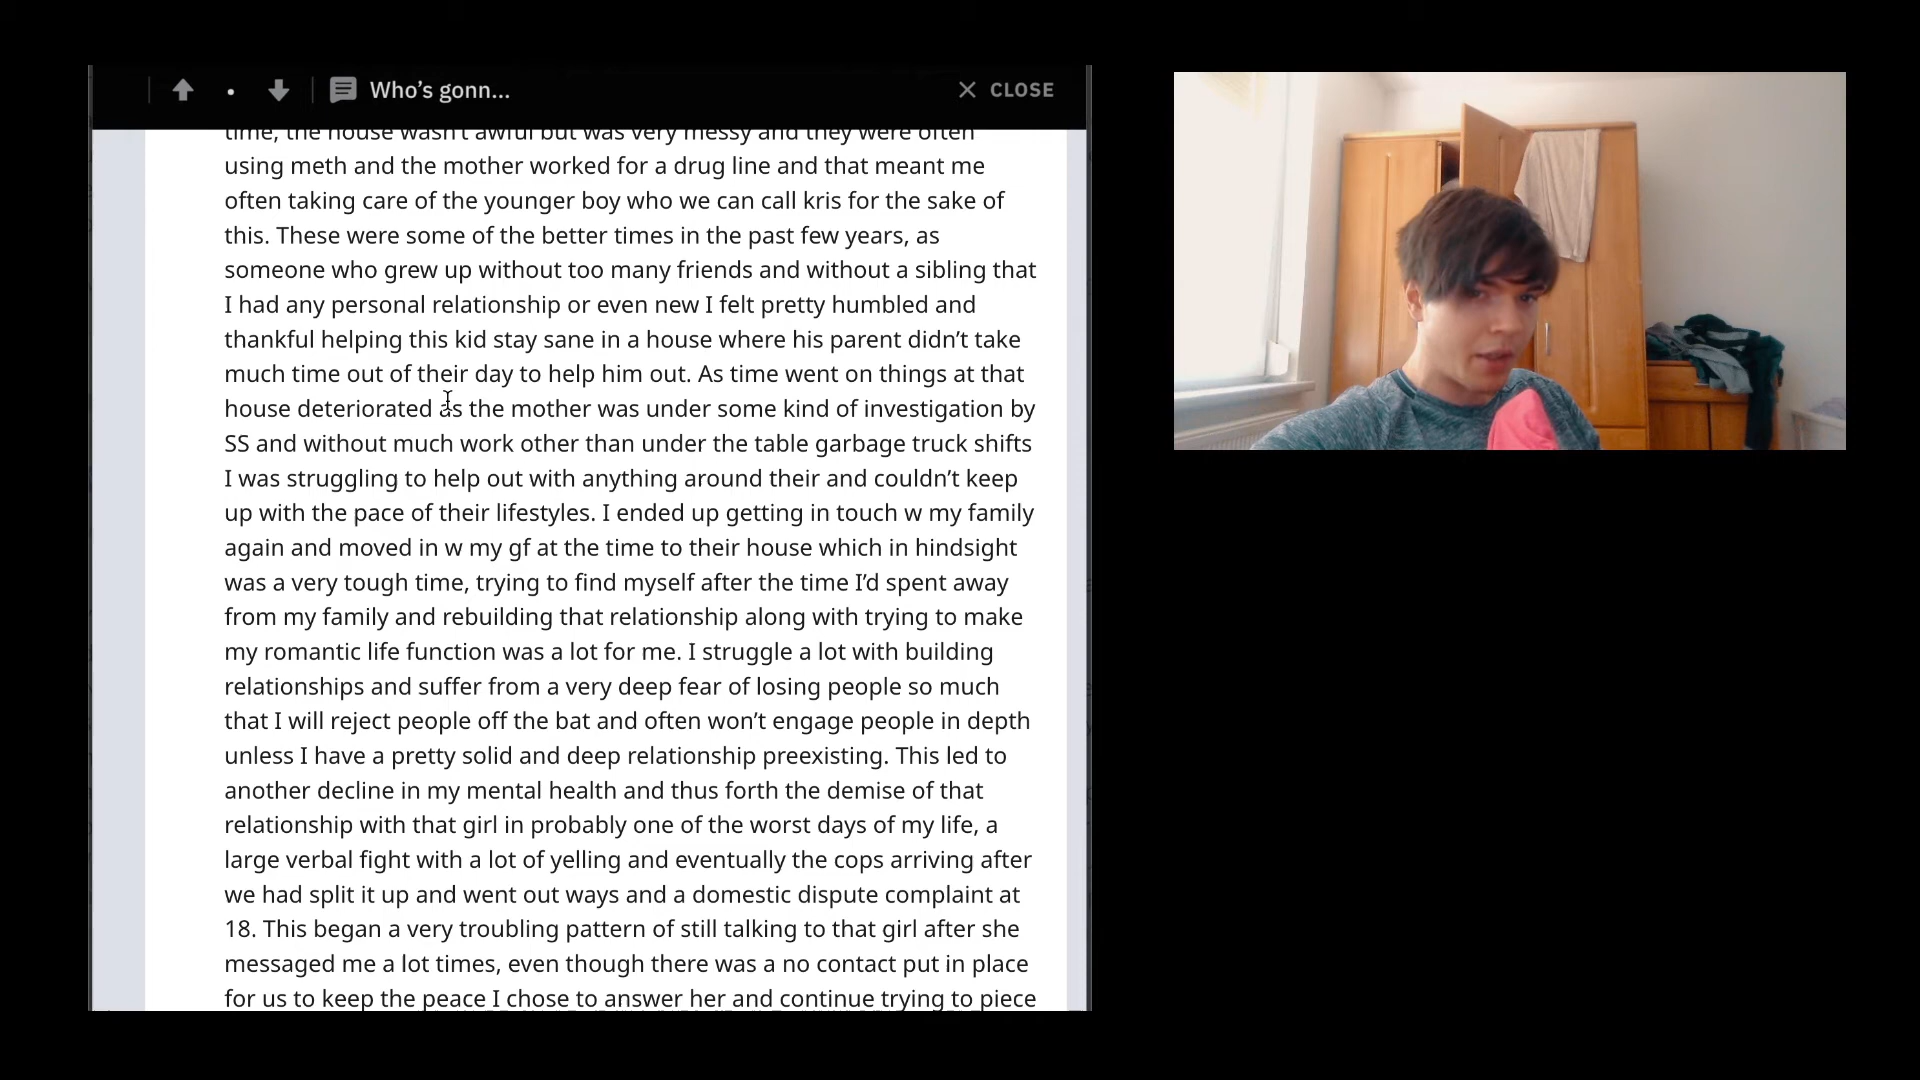 Who’s gonn...
CLOSE
time, the house wasn’t awful but was very messy and they were often
using meth and the mother worked for a drug line and that meant me
often taking care of the younger boy who we can call kris for the sake of
this. These were some of the better times in the past few years, as
someone who grew up without too many friends and without a sibling that
I had any personal relationship or even new I felt pretty humbled and
thankful helping this kid stay sane in a house where his parent didn’t take
much time out of their day to help him out. As time went on things at that
house deteriorated as the mother was under some kind of investigation by
SS and without much work other than under the table garbage truck shifts
I was struggling to help out with anything around their and couldn’t keep
up with the pace of their lifestyles. I ended up getting in touch w my family
again and moved in w my gf at the time to their house which in hindsight
was a very tough time, trying to find myself after the time I’d spent away
from my family and rebuilding that relationship along with trying to make
my romantic life function was a lot for me. I struggle a lot with building
relationships and suffer from a very deep fear of losing people so much
that I will reject people off the bat and often won’t engage people in depth
unless I have a pretty solid and deep relationship preexisting. This led to
another decline in my mental health and thus forth the demise of that
relationship with that girl in probably one of the worst days of my life, a
large verbal fight with a lot of yelling and eventually the cops arriving after
we had split it up and went out ways and a domestic dispute complaint at
18. This began a very troubling pattern of still talking to that girl after she
messaged me a lot times, even though there was a no contact put in place
for us to keep the peace I chose to answer her and continue trying to piece